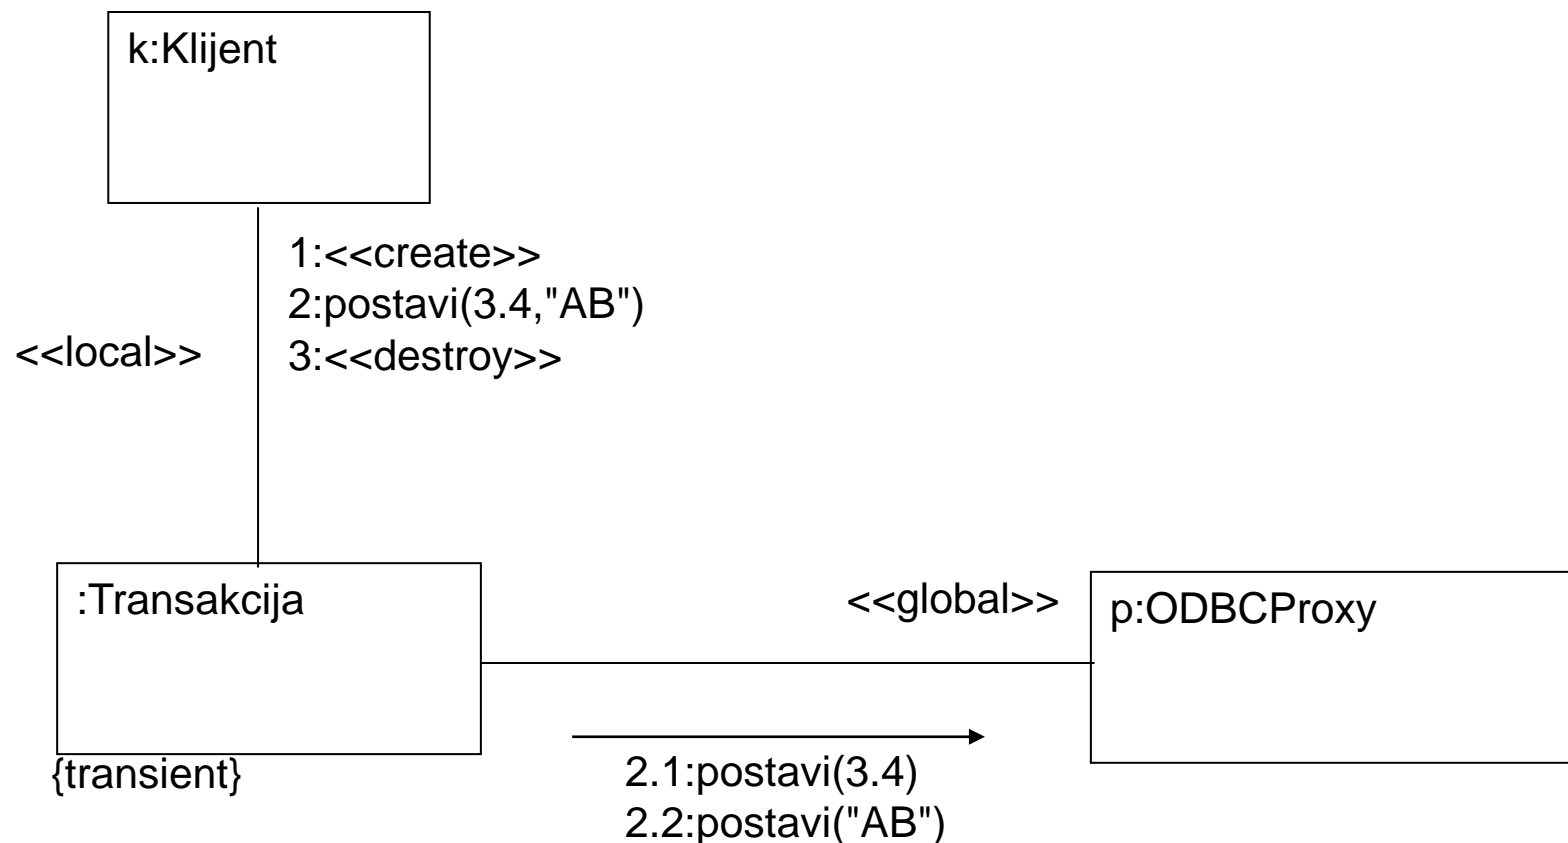 k:Klijent
1:<<create>>
2:postavi(3.4,"AB")
<<local>>
3:<<destroy>>
:Transakcija
<<global>>
p:ODBCProxy
{transient}
2.1:postavi(3.4)
2.2:postavi("AB")